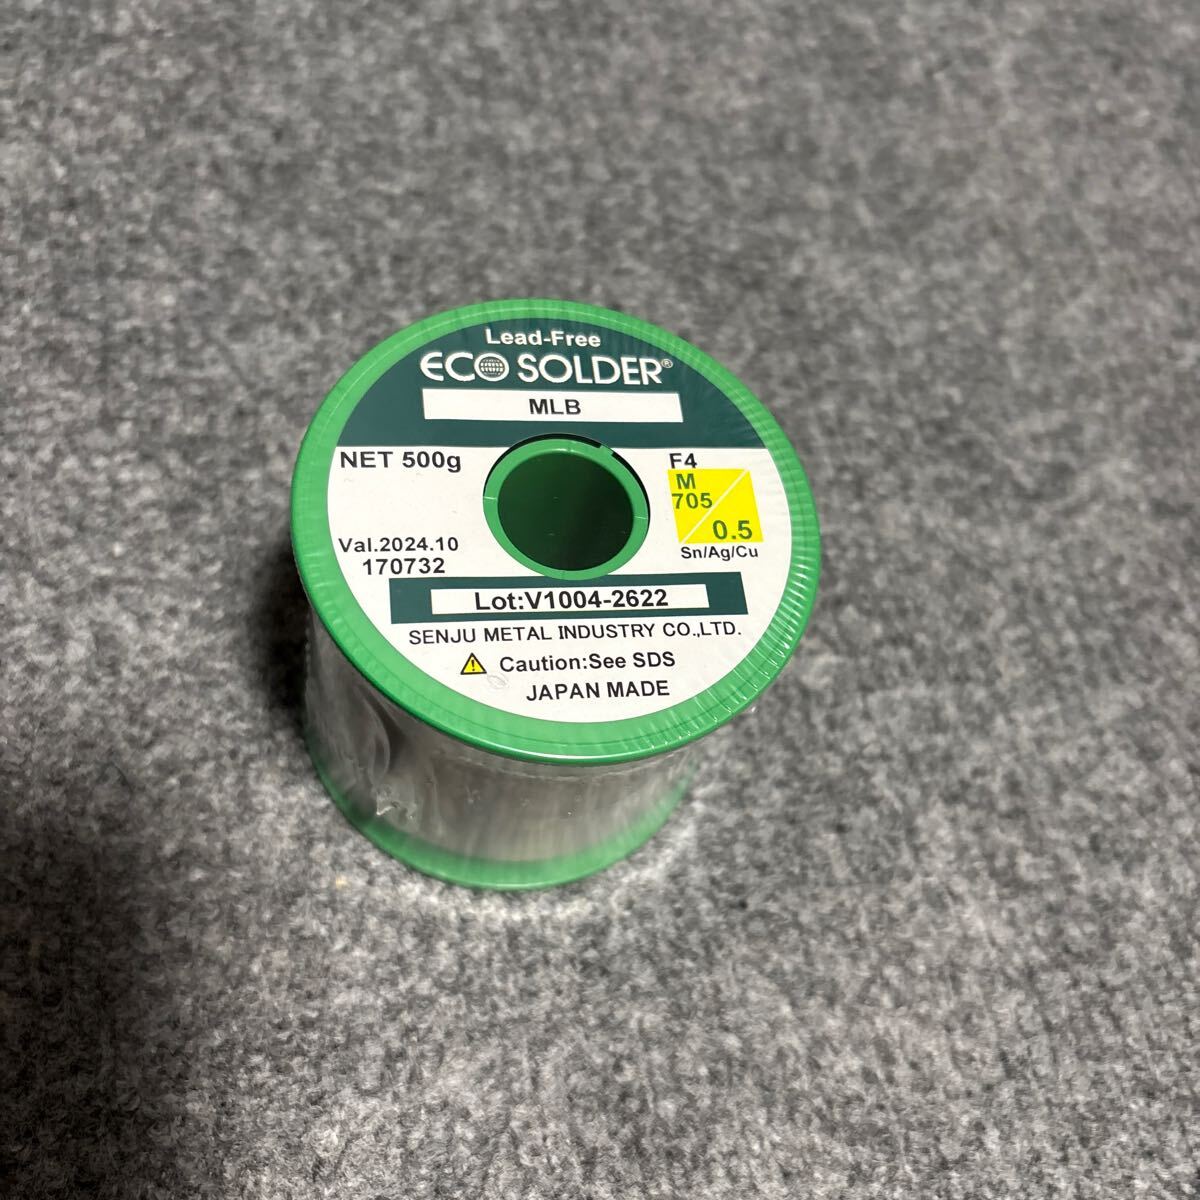 Lead-Free
ECO SOLDER®
MLB
NET 500g
F4
M
705
0.5
Sn/Ag/Cu
Val.2024.10
170732
Lot:V1004-2622
SENJU METAL INDUSTRY CO.,LTD.
Caution:See SDS
JAPAN MADE